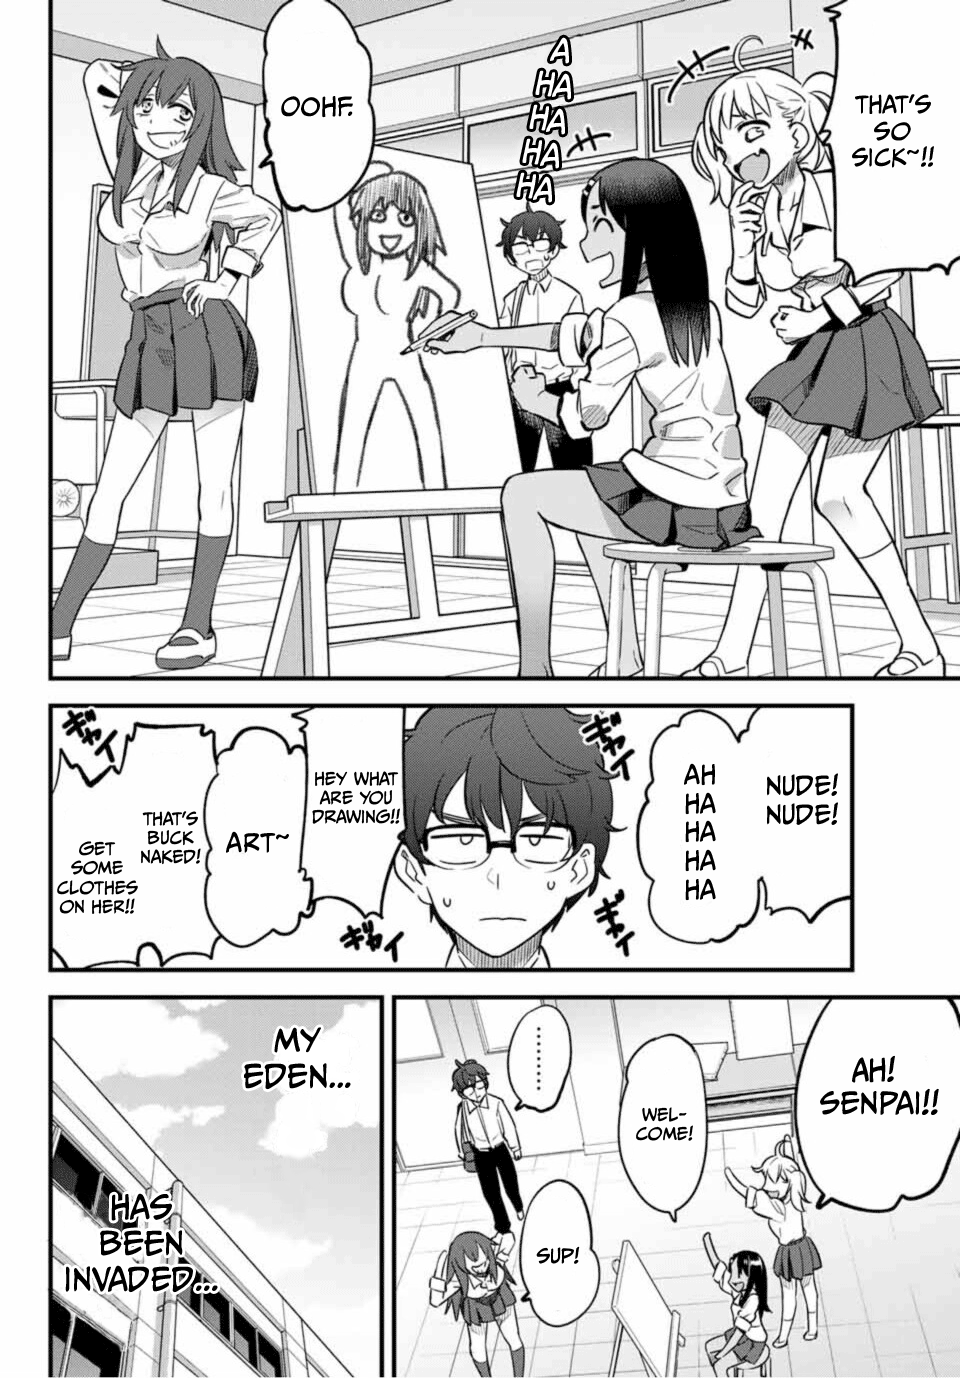 THAT'S
SO
SICK~!!
A
HA
HA
HA
HA
OOHF.
NUDE!
NUDE!
AH
HA
HA
HA
HA
ギャイ
ギャイ
HEY WHAT
ARE YOU
DRAWING!!
ART~
THAT'S
BUCK
NAKED!
GET
SOME
CLOTHES
ON HER!!
ギャイ
ギャイ
AH!
SENPAI!!
WEL-
COME!
SUP!
.........
MY
EDEN...
HAS
BEEN
INVADED...